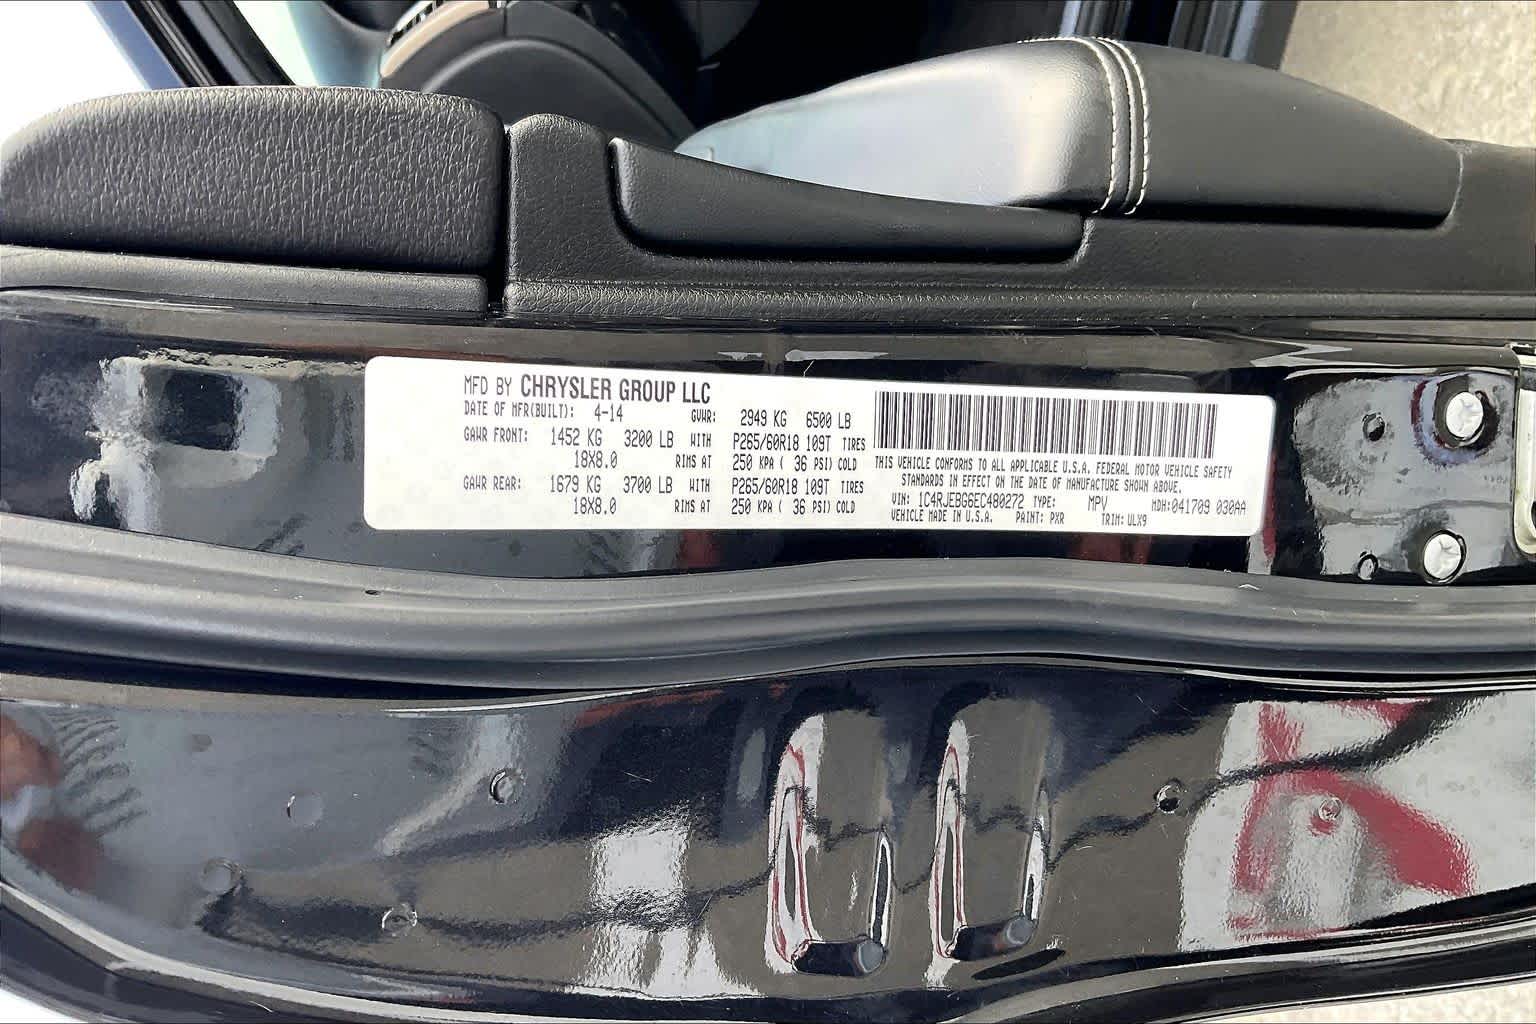 MFD BY CHRYSLER GROUP LLC
DATE OF MFR(BUILT): 4-14 GVWR: 2949 KG 6500 LB
GAWR FRONT: 1452 KG 3200 LB WITH P265/60R18 109T TIRES
18X8.0 RIMS AT 250 KPA ( 36 PSI) COLD
GAWR REAR: 1679 KG 3700 LB WITH P265/60R18 109T TIRES
18X8.0 RIMS AT 250 KPA ( 36 PSI) COLD
THIS VEHICLE CONFORMS TO ALL APPLICABLE U.S.A. FEDERAL MOTOR VEHICLE SAFETY
STANDARDS IN EFFECT ON THE DATE OF MANUFACTURE SHOWN ABOVE.
VIN: 1C4RJEBG6EC480272 TYPE: MPV MDH:041709 030AA
VEHICLE MADE IN U.S.A. PAINT: PXR TRIM: ULX9